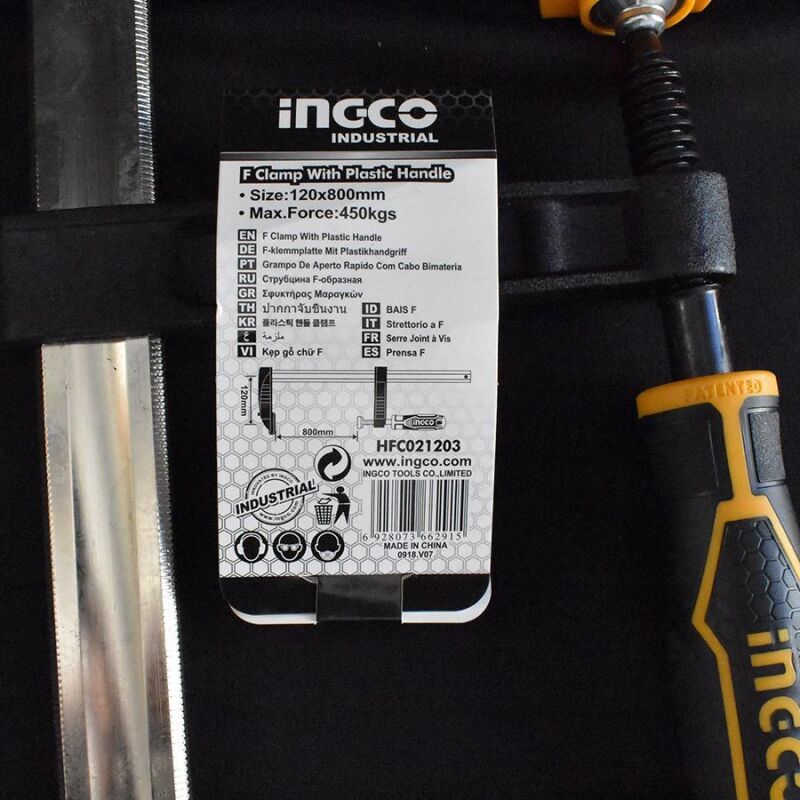 INGCO
INDUSTRIAL
F Clamp With Plastic Handle
• Size:120x800mm
• Max.Force:450kgs
EN F Clamp With Plastic Handle
DE F-klemmplatte Mit Plastikhandgriff
PT Grampo De Aperto Rapido Com Cabo Bimateria
RU Струбцина F-образная
GR Σφυκτήρας Μαραγκών
TH ปากกาจับชิ้นงาน
KR 플라스틱 핸들 클램프
ع ملزمة
VI Kẹp gỗ chữ F
ID BAIS F
IT Strettorio a F
FR Serre Joint à Vis
ES Prensa F
120mm
800mm
INGCO
HFC021203
www.ingco.com
INGCO TOOLS CO.,LIMITED
INDUSTRIAL
www.ingco.com
6 928073 662915
MADE IN CHINA
0918.V07
PATENTED
INGCO